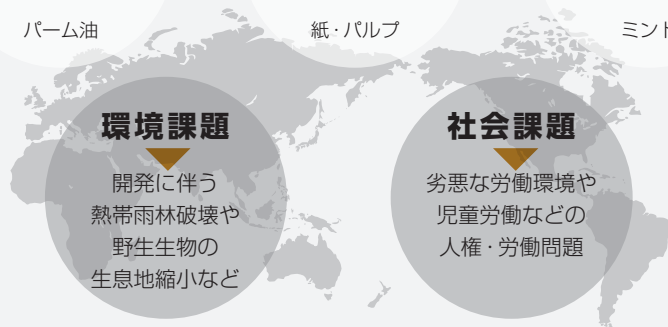 パーム油
紙・パルプ
ミント
環境課題
開発に伴う
熱帯雨林破壊や
野生生物の
生息地縮小など
社会課題
劣悪な労働環境や
児童労働などの
人権・労働問題